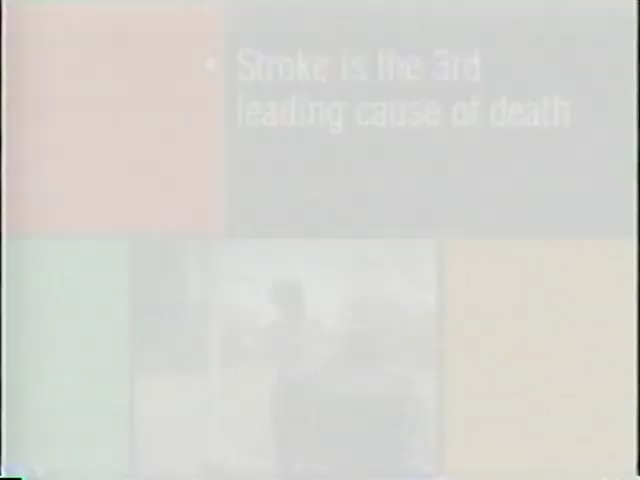 • Stroke is the 3rd
leading cause of death